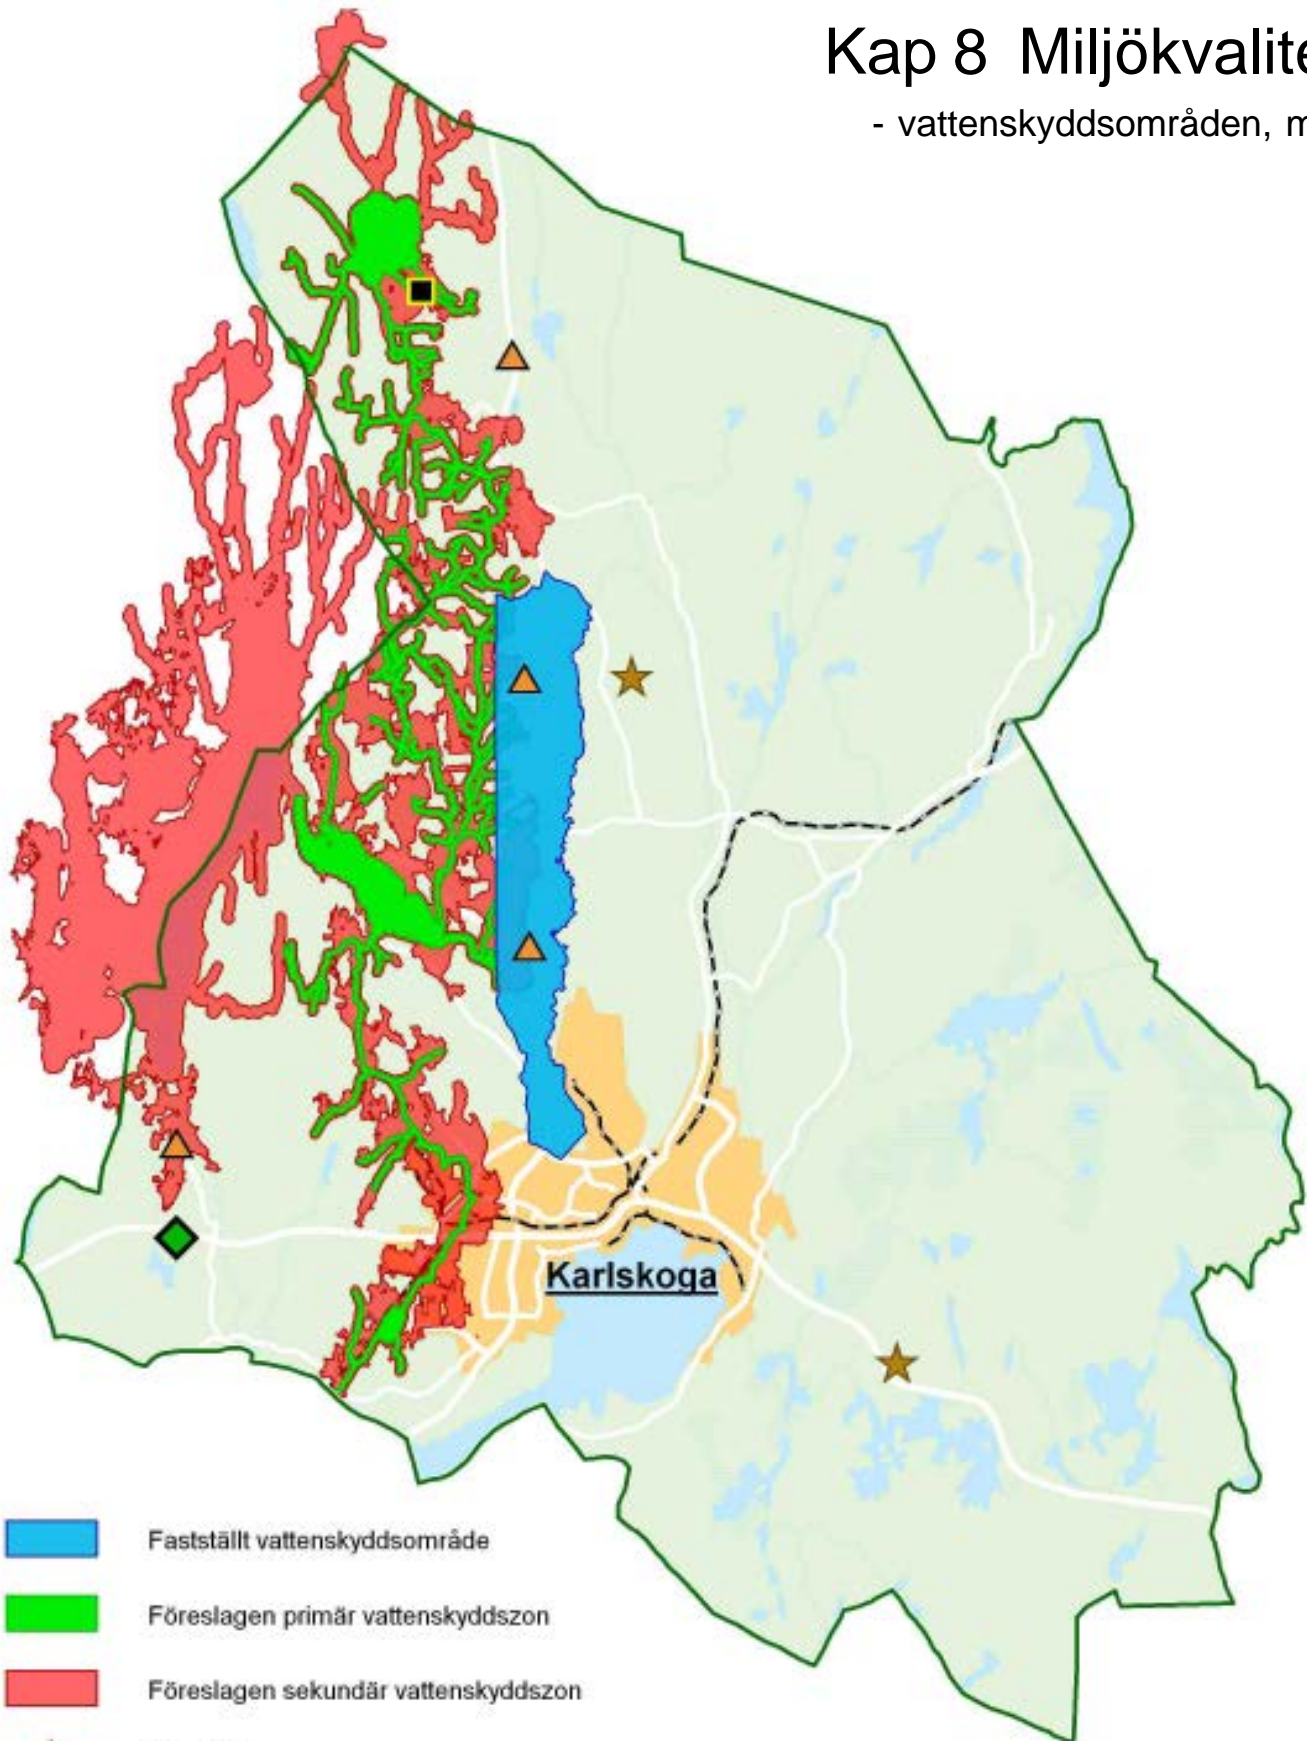 Kap 8 Miljökvalite
- vattenskyddsområden, m
Karlskoga
Fastställt vattenskyddsområde
Föreslagen primär vattenskyddszon
Föreslagen sekundär vattenskyddszon